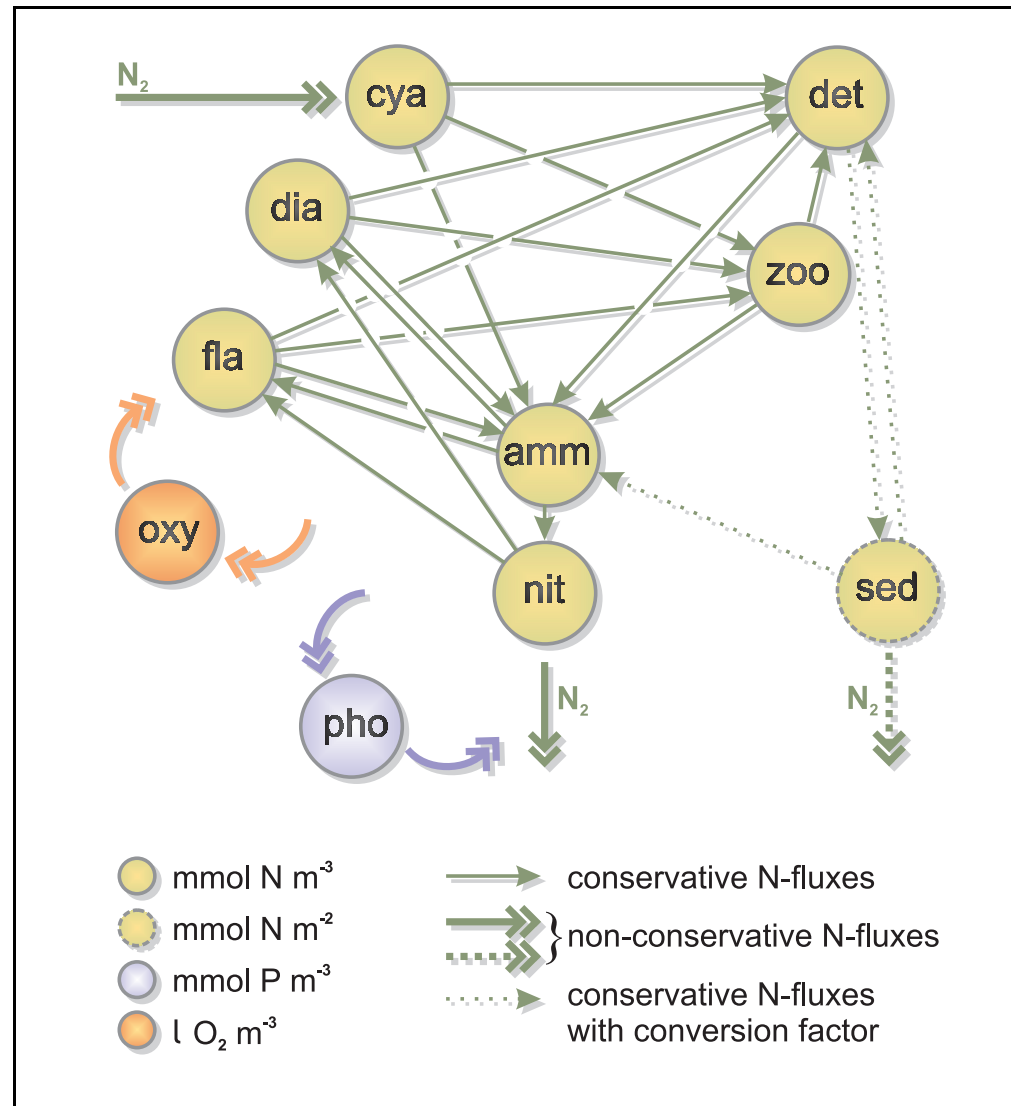 N₂
cya
det
dia
zoo
fla
amm
oxy
nit
sed
pho
N₂
N₂
mmol N m⁻³
mmol N m⁻²
mmol P m⁻³
l O₂ m⁻³
conservative N-fluxes
non-conservative N-fluxes
conservative N-fluxes
with conversion factor